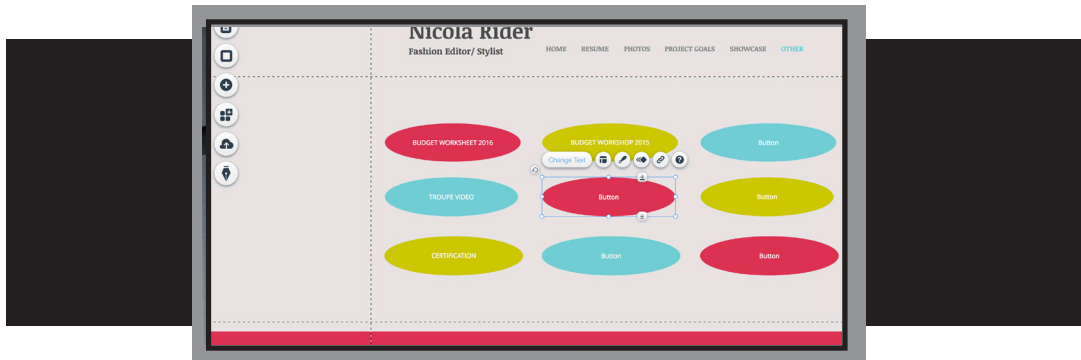 Nicola Rider
Fashion Editor/ Stylist
HOME RESUME PHOTOS PROJECT GOALS SHOWCASE OTHER
BUDGET WORKSHEET 2016 BUDGET WORKSHOP 2015 Button
Change Text ?
TROUPE VIDEO Button Button
CERTIFICATION Button Button